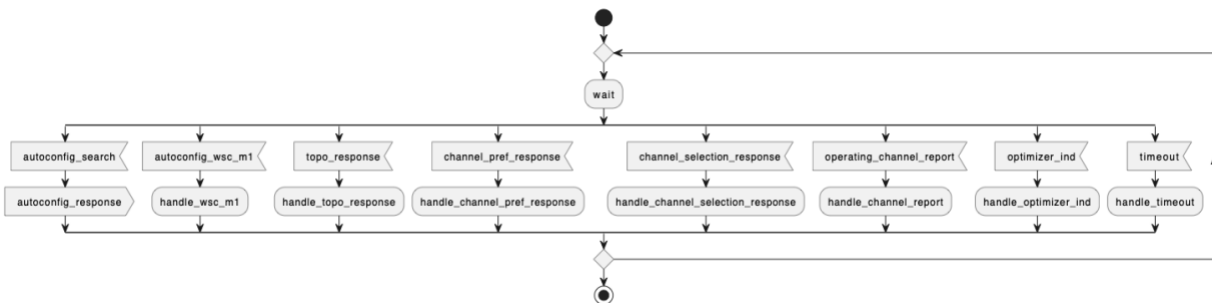 wait
autoconfig_search
autoconfig_wsc_m1
topo_response
channel_pref_response
channel_selection_response
operating_channel_report
optimizer_ind
timeout
autoconfig_response
handle_wsc_m1
handle_topo_response
handle_channel_pref_response
handle_channel_selection_response
handle_channel_report
handle_optimizer_ind
handle_timeout